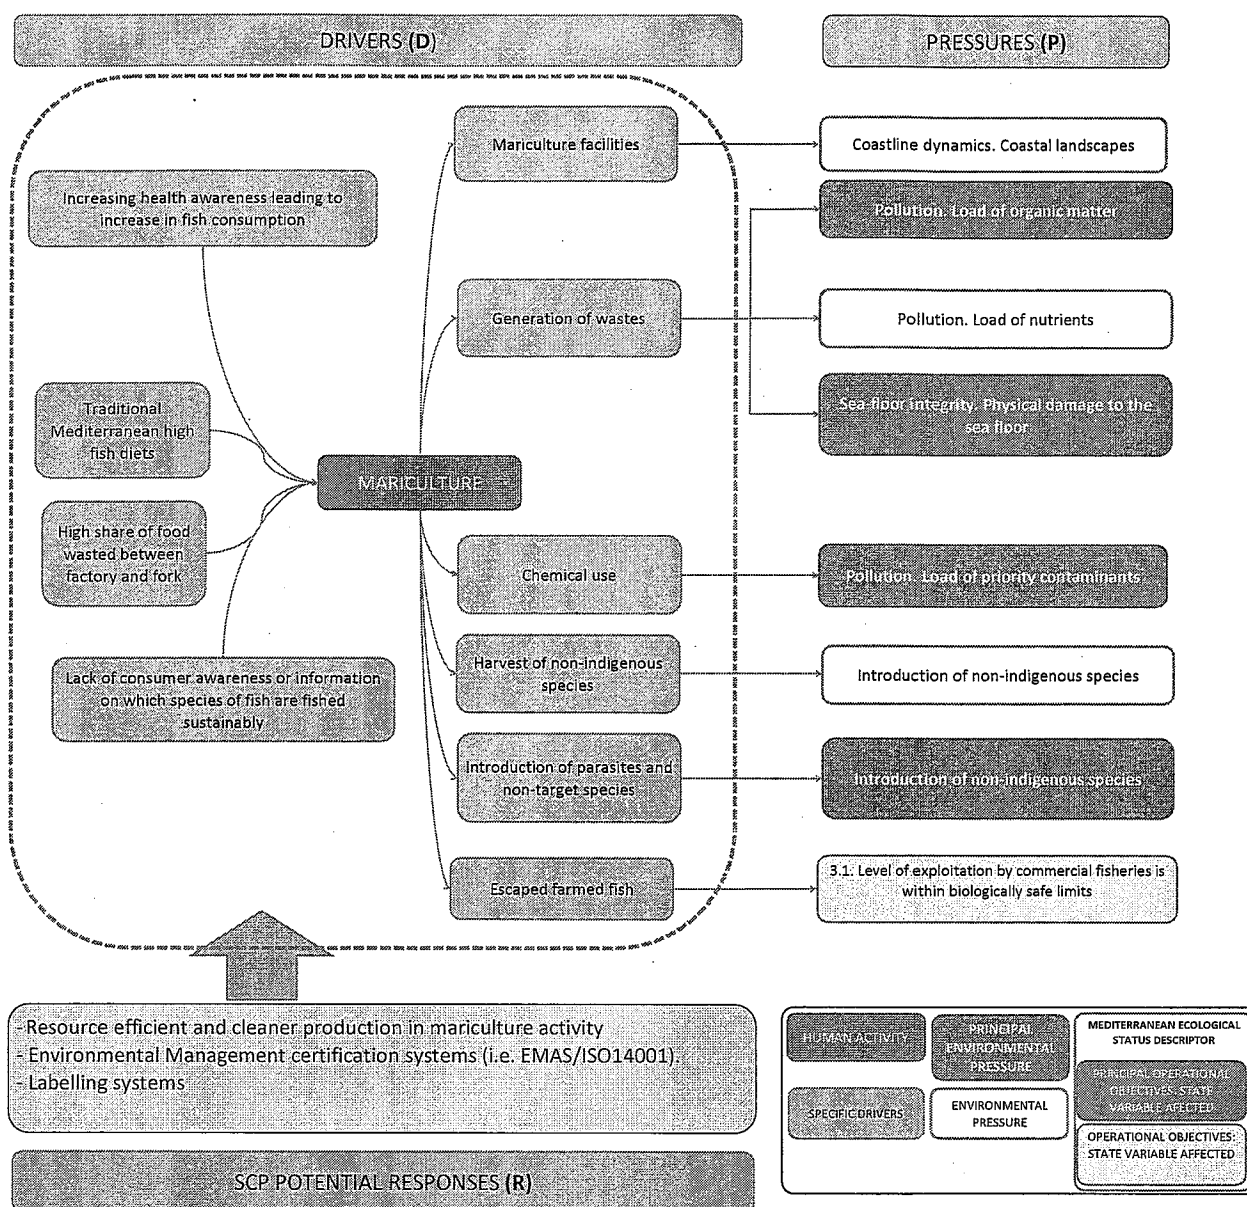 DRIVERS (D)
PRESSURES (P)
Increasing health awareness leading to
increase in fish consumption
Traditional
Mediterranean high
fish diets
High share of food
wasted between
factory and fork
Lack of consumer awareness or information
on which species of fish are fished
sustainably
MARICULTURE
Mariculture facilities
Generation of wastes
Chemical use
Harvest of non-indigenous
species
Introduction of parasites and
non-target species
Escaped farmed fish
Coastline dynamics. Coastal landscapes
Pollution. Load of organic matter
Pollution. Load of nutrients
Sea-floor Integrity. Physical damage to the
sea floor
Pollution. Load of priority contaminants
Introduction of non-indigenous species
Introduction of non-indigenous species
3.1. Level of exploitation by commercial fisheries is
within biologically safe limits
- Resource efficient and cleaner production in mariculture activity
- Environmental Management certification systems (i.e. EMAS/ISO14001).
- Labelling systems
SCP POTENTIAL RESPONSES (R)
HUMAN ACTIVITY
SPECIFIC DRIVERS
PRINCIPAL
ENVIRONMENTAL
PRESSURE
ENVIRONMENTAL
PRESSURE
MEDITERRANEAN ECOLOGICAL
STATUS DESCRIPTOR
PRINCIPAL OPERATIONAL
OBJECTIVES: STATE
VARIABLE AFFECTED
OPERATIONAL OBJECTIVES:
STATE VARIABLE AFFECTED